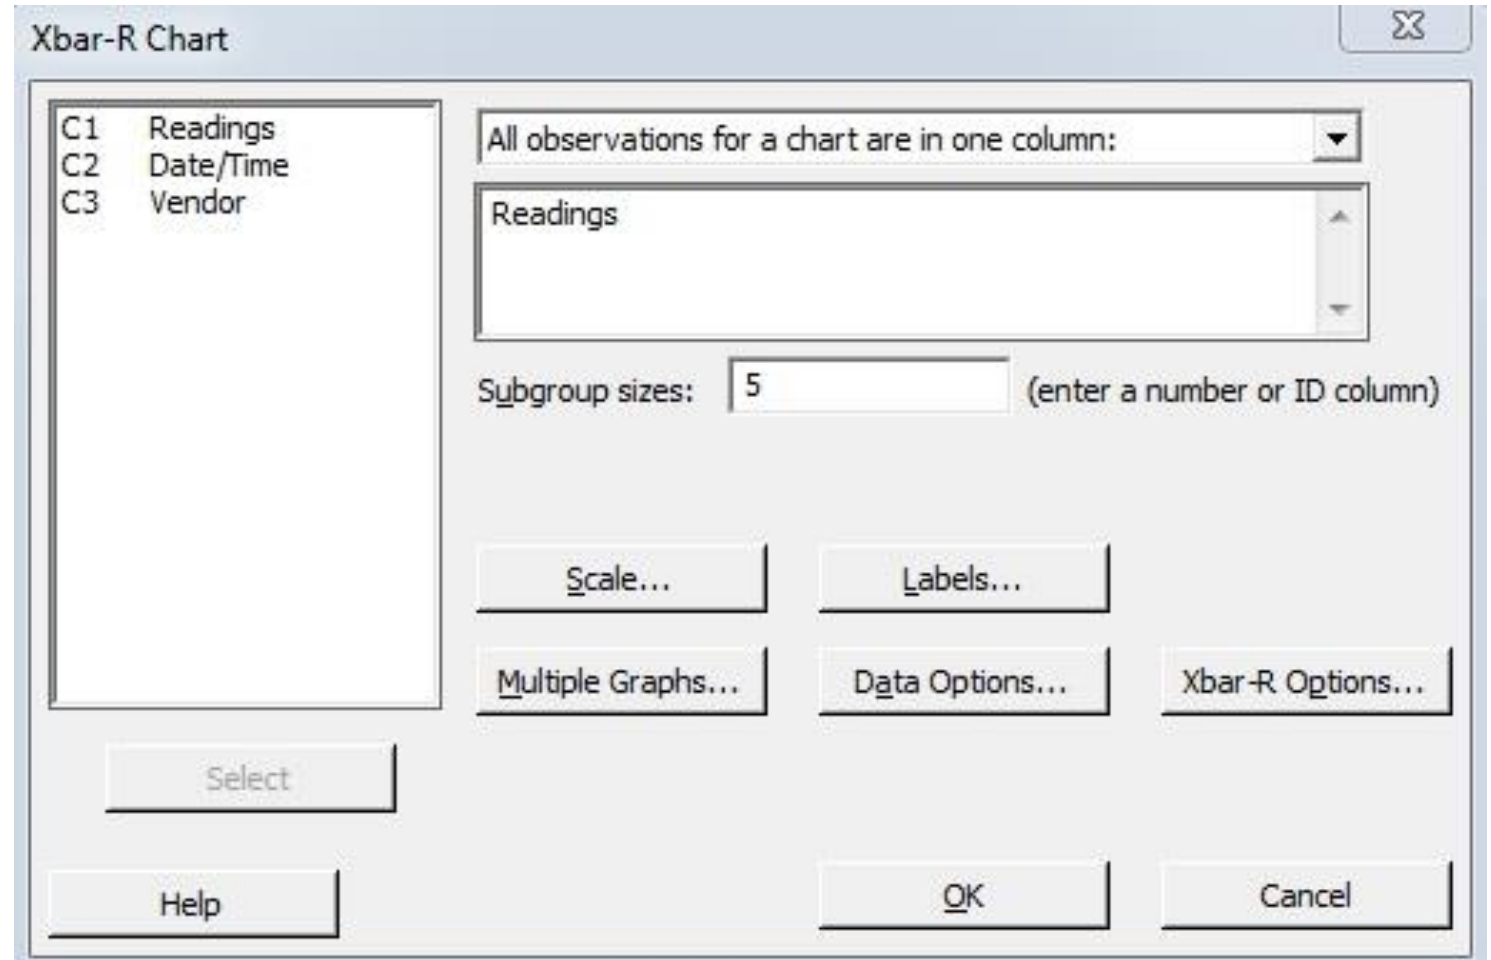 Xbar-R Chart
C1 Readings
C2 Date/Time
C3 Vendor
All observations for a chart are in one column:
Readings
Subgroup sizes: 5 (enter a number or ID column)
Scale... Labels...
Multiple Graphs... Data Options... Xbar-R Options...
Select
Help OK Cancel